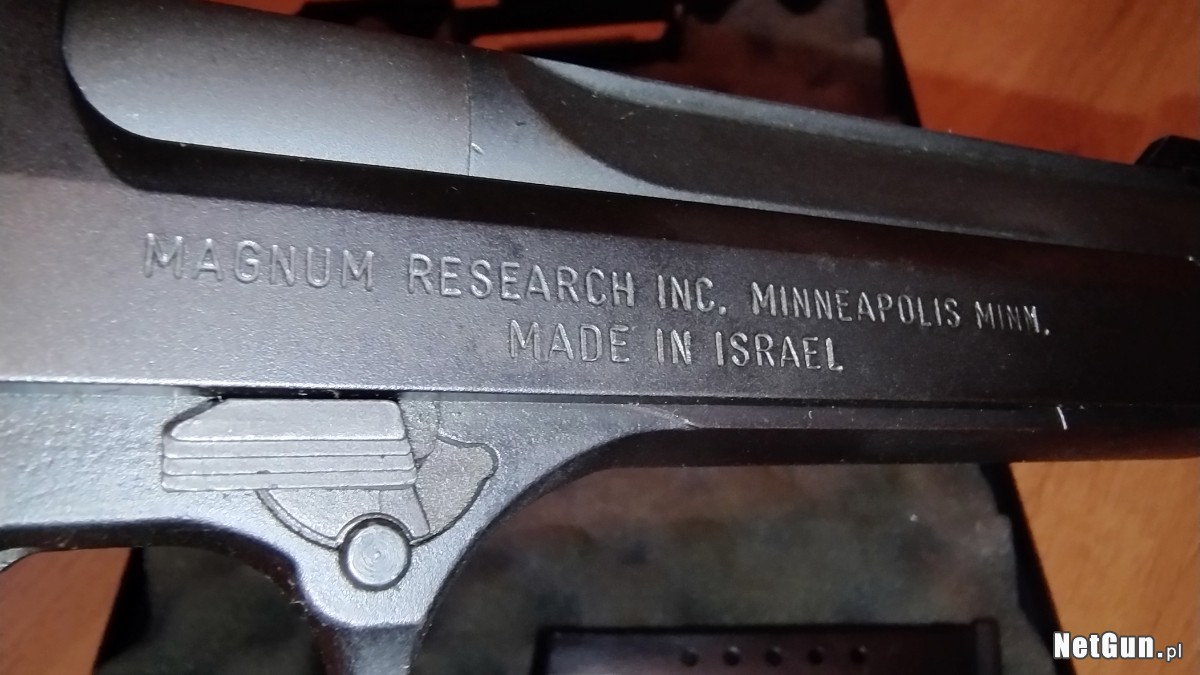 MAGNUM RESEARCH INC. MINNEAPOLIS MINN.
MADE IN ISRAEL
NetGun.pl